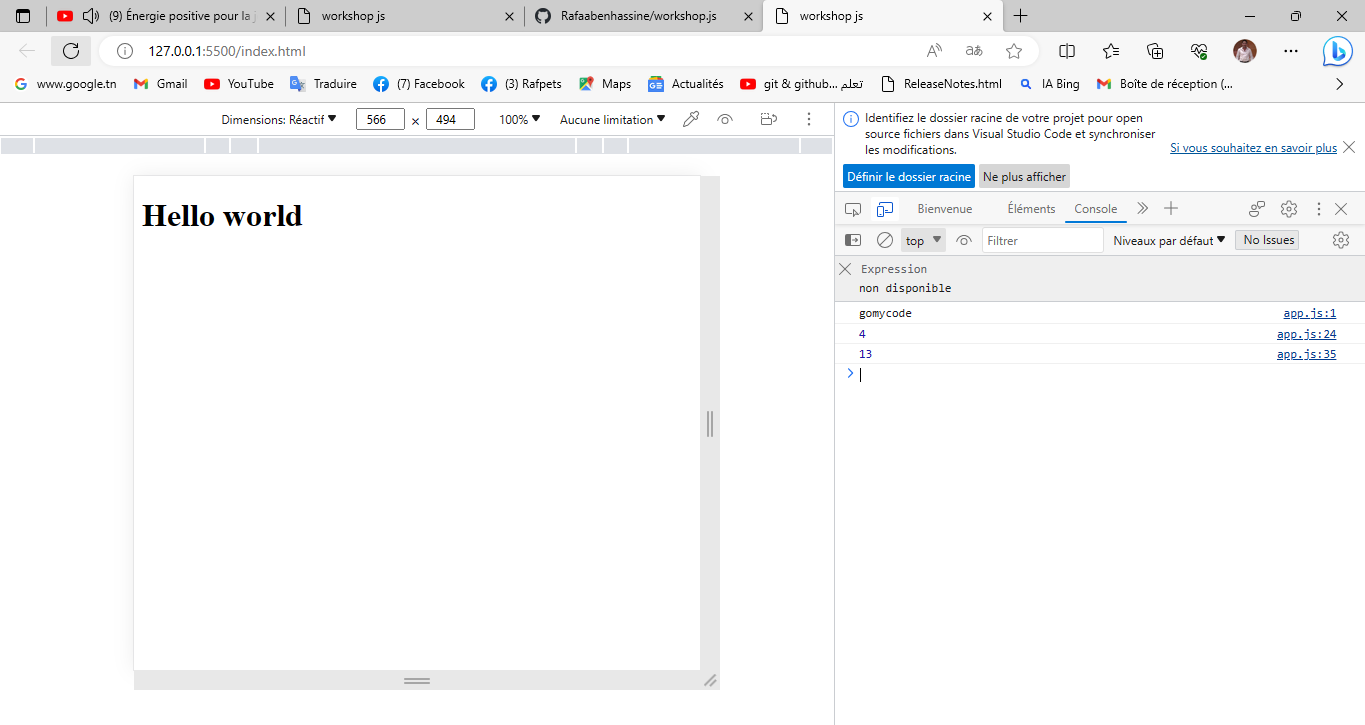 (9) Énergie positive pour la j
workshop js
Rafaabenhassine/workshop.js
workshop js
127.0.0.1:5500/index.html
www.google.tn
Gmail
YouTube
Traduire
(7) Facebook
(3) Rafpets
Maps
Actualités
git & github... تعلم
ReleaseNotes.html
IA Bing
Boîte de réception (...
Dimensions: Réactif
566 × 494
100%
Aucune limitation
Hello world
Identifiez le dossier racine de votre projet pour open
source fichiers dans Visual Studio Code et synchroniser
les modifications.
Si vous souhaitez en savoir plus
Définir le dossier racine
Ne plus afficher
Bienvenue
Éléments
Console
top
Filtrer
Niveaux par défaut
No Issues
Expression
non disponible
gomycode app.js:1
4 app.js:24
13 app.js:35